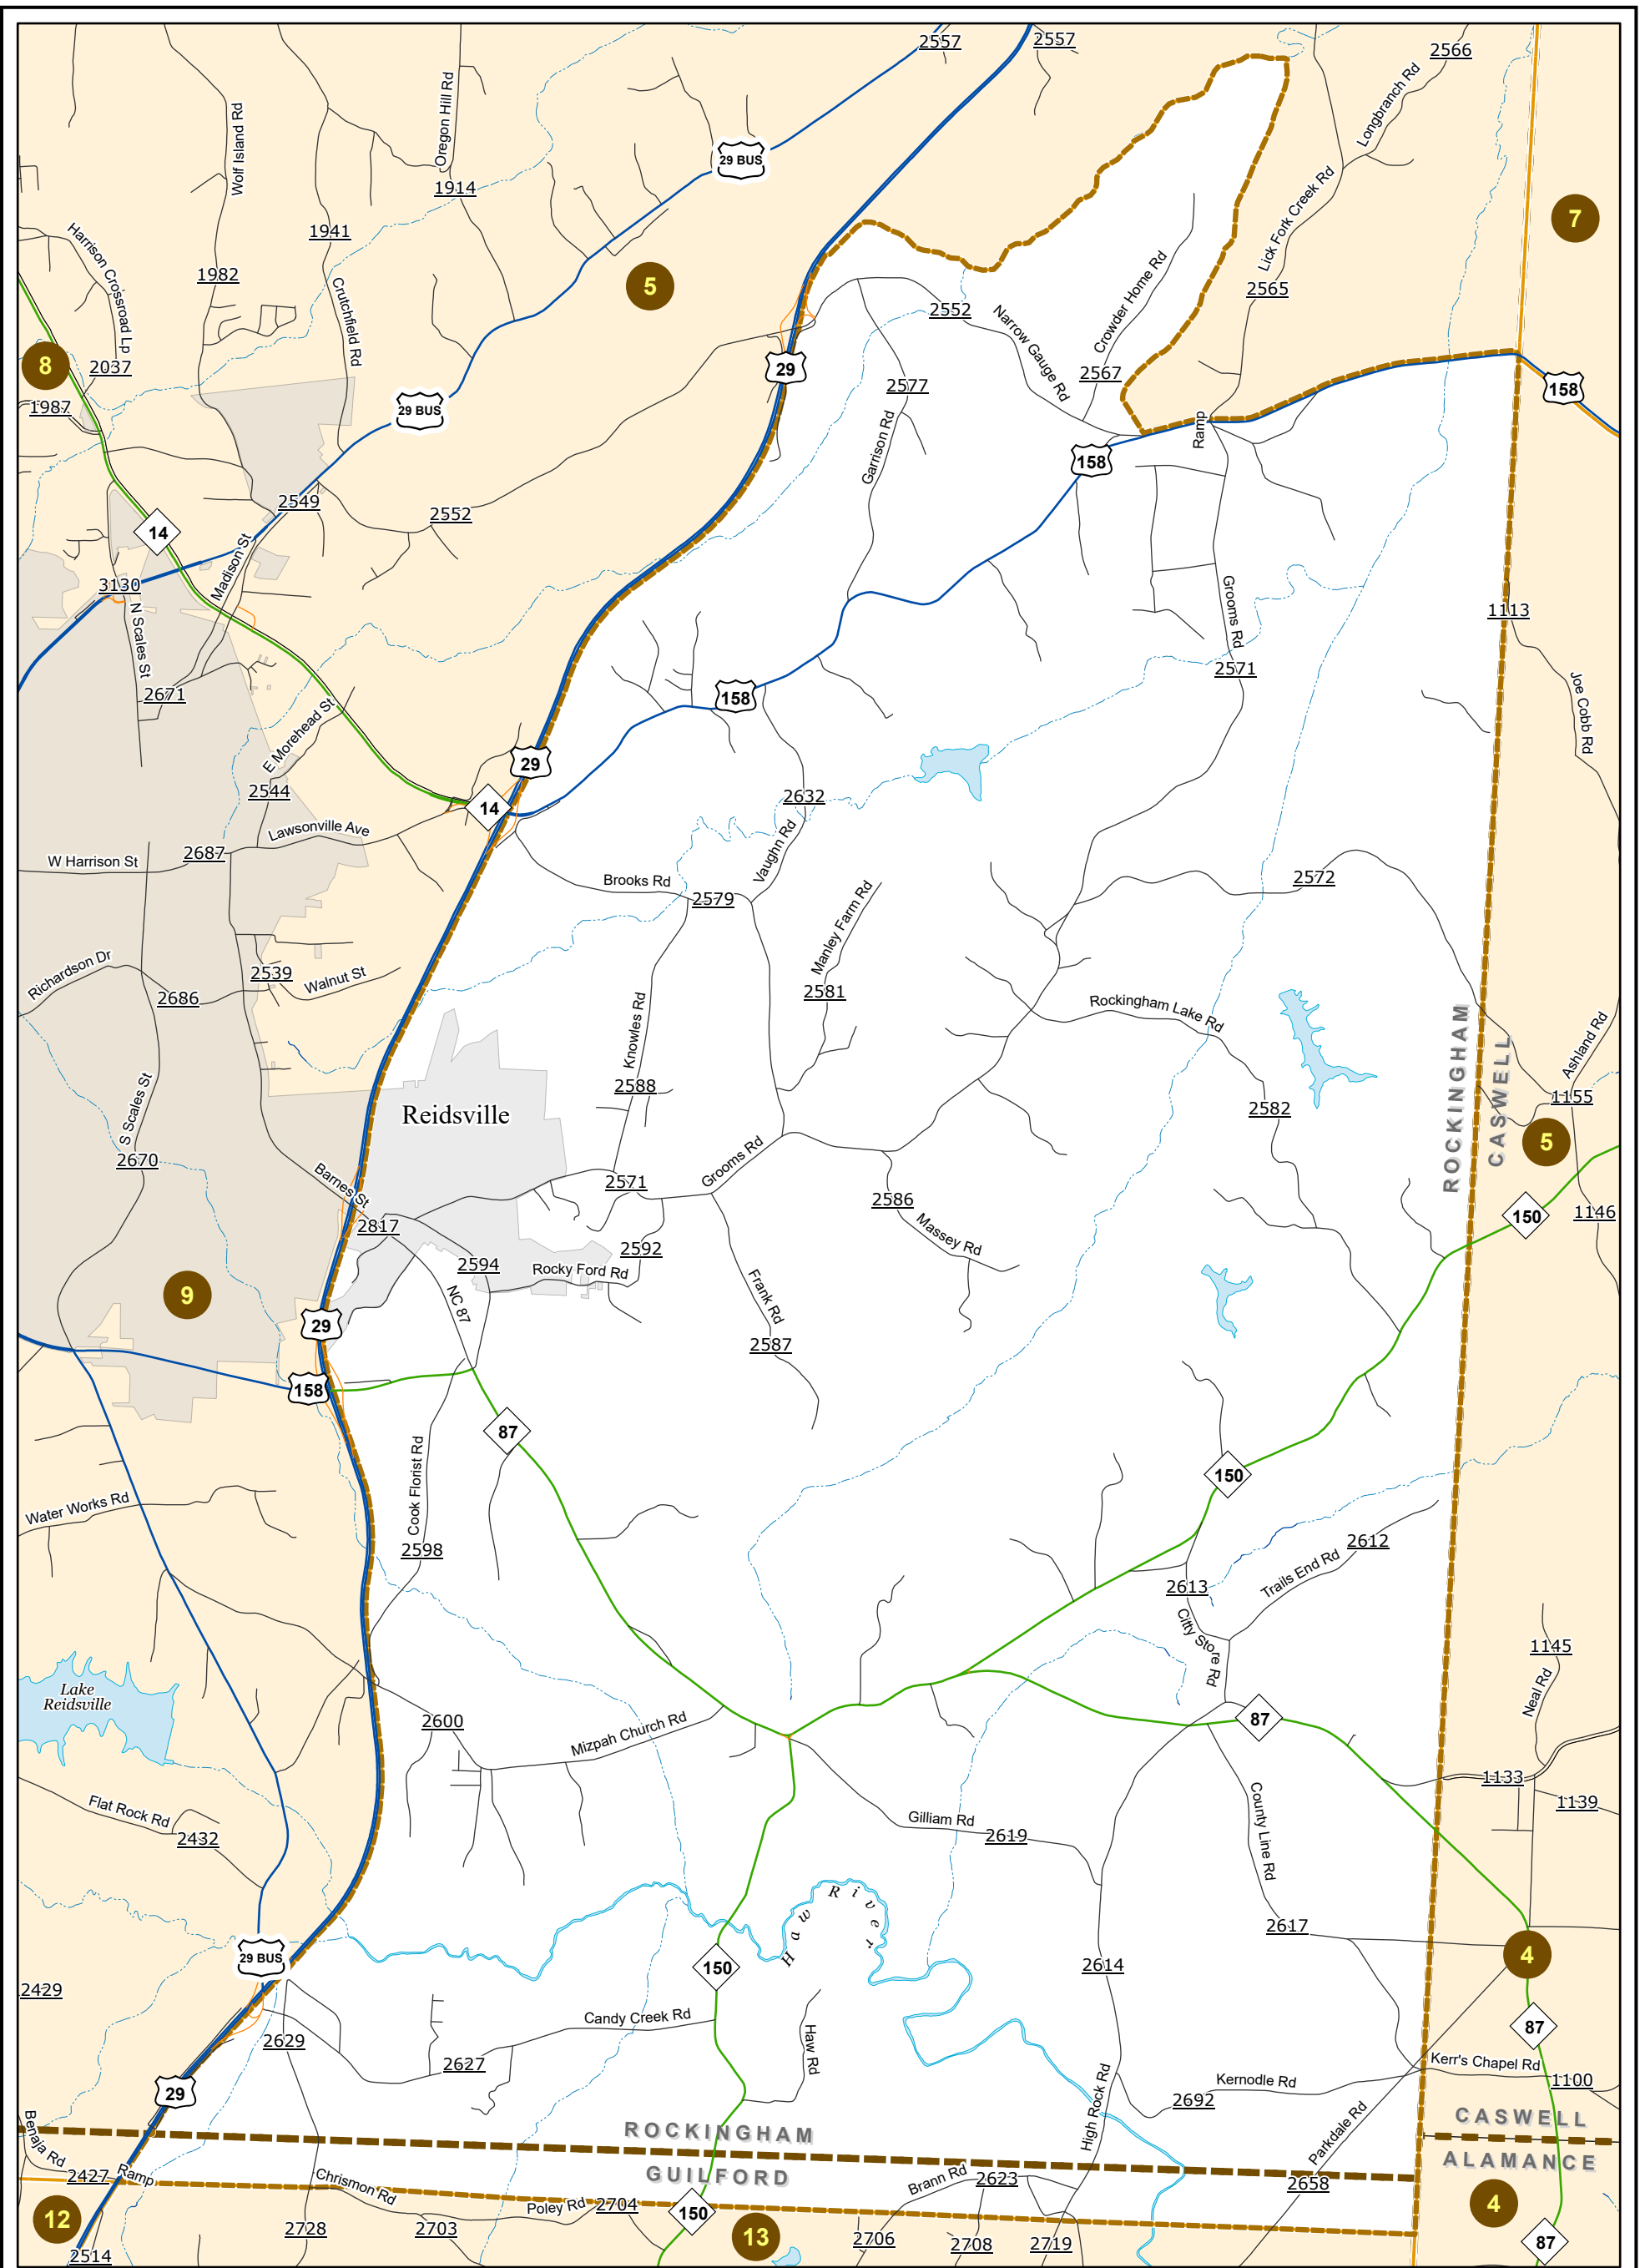 2557
2557
2566
Wolf Island Rd
Oregon Hill Rd
Longbranch Rd
29 BUS
1914
7
Harrison Crossroad Lp
1941
Lick Fork Creek Rd
1982
5
Crowder Home Rd
2565
Crutchfield Rd
2552
Narrow Gauge Rd
8
2037
29
2577
2567
158
1987
29 BUS
Garrison Rd
Ramp
158
2549
2552
14
Madison St
3130
N Scales St
Grooms Rd
1113
2671
158
2571
Joe Cobb Rd
E Morehead St
29
2544
14
2632
Lawsonville Ave
2687
W Harrison St
Vaughn Rd
Brooks Rd
2579
2572
Manley Farm Rd
Richardson Dr
2539
Walnut St
2686
2581
Rockingham Lake Rd
Knowles Rd
ROCKINGHAM
CASWELL
Ashland Rd
2588
1155
Reidsville
2582
S Scales St
5
2670
Grooms Rd
Barnes St
2571
2586
150
1146
2817
Massey Rd
2594
2592
Rocky Ford Rd
9
NC 87
Frank Rd
29
2587
158
87
Cook Florist Rd
150
Water Works Rd
2598
2612
Trails End Rd
2613
Citty Store Rd
1145
Lake
Reidsville
Neal Rd
2600
Mizpah Church Rd
87
1133
1139
Flat Rock Rd
County Line Rd
Gilliam Rd
2619
2432
Haw River
2617
29 BUS
150
2614
4
2429
Candy Creek Rd
87
2629
Haw Rd
2627
Kerr's Chapel Rd
29
Kernodle Rd
1100
2692
High Rock Rd
Benaja Rd
Parkdale Rd
ROCKINGHAM
CASWELL
GUILFORD
ALAMANCE
2427
Ramp
Chrismon Rd
Brann Rd
2623
2658
Poley Rd
2704
150
4
12
2728
2703
13
2706
2708
2719
87
2514